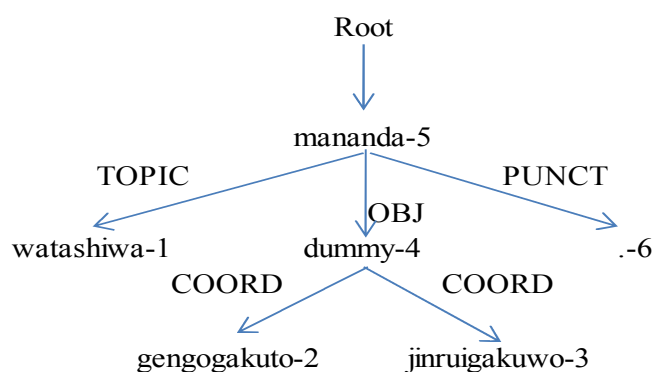 Root
mananda-5
TOPIC PUNCT
OBJ
watashiwa-1 dummy-4 .-6
COORD COORD
gengogakuto-2 jinruigakuwo-3